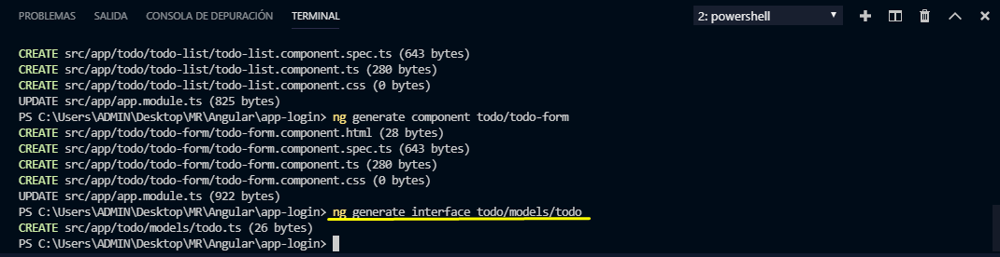 PROBLEMAS SALIDA CONSOLA DE DEPURACIÓN TERMINAL 2: powershell
CREATE src/app/todo/todo-list/todo-list.component.spec.ts (643 bytes)
CREATE src/app/todo/todo-list/todo-list.component.ts (280 bytes)
CREATE src/app/todo/todo-list/todo-list.component.css (0 bytes)
UPDATE src/app/app.module.ts (825 bytes)
PS C:\Users\ADMIN\Desktop\MR\Angular\app-login> ng generate component todo/todo-form
CREATE src/app/todo/todo-form/todo-form.component.html (28 bytes)
CREATE src/app/todo/todo-form/todo-form.component.spec.ts (643 bytes)
CREATE src/app/todo/todo-form/todo-form.component.ts (280 bytes)
CREATE src/app/todo/todo-form/todo-form.component.css (0 bytes)
UPDATE src/app/app.module.ts (922 bytes)
PS C:\Users\ADMIN\Desktop\MR\Angular\app-login> ng generate interface todo/models/todo
CREATE src/app/todo/models/todo.ts (26 bytes)
PS C:\Users\ADMIN\Desktop\MR\Angular\app-login>